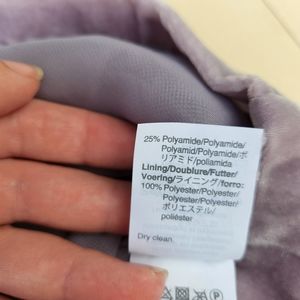 25% Polyamide/Polyamide/
Polyamid/Polyamide/ポ
リアミド/poliamida
Lining/Doublure/Futter/
Voering/ライニング/forro:
100% Polyester/Polyester/
Polyester/Polyester/
ポリエステル/
poliéster
Dry clean